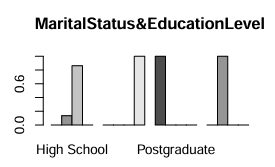 MaritalStatus&EducationLevel
0.6
0.0
High School Postgraduate